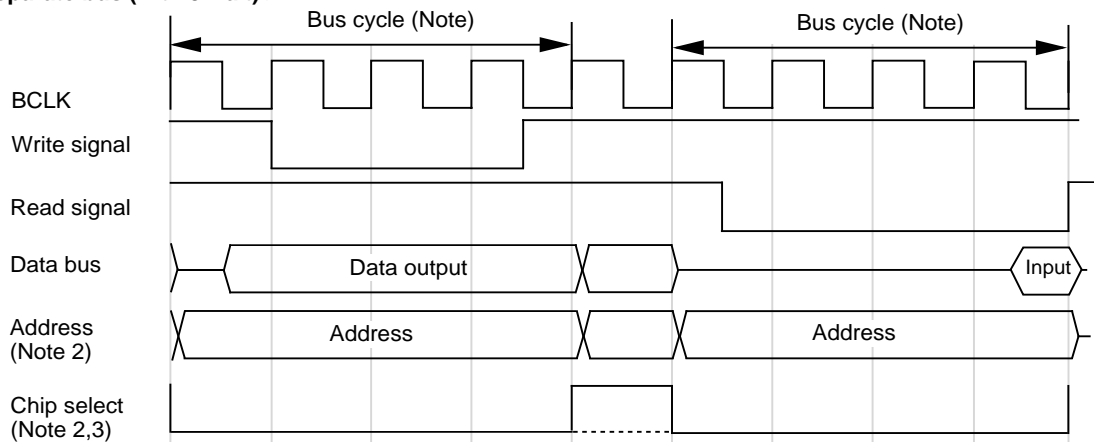 Bus cycle (Note)
Bus cycle (Note)
BCLK
Write signal
Read signal
Data bus
Data output
Input
Address
(Note 2)
Address
Address
Chip select
(Note 2,3)